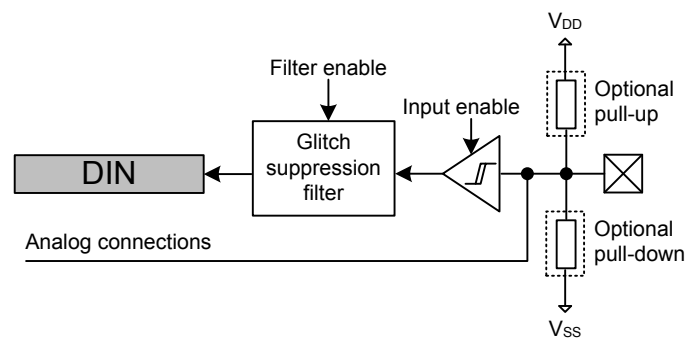 VDD
Filter enable
Optional
pull-up
Input enable
Glitch
suppression
filter
DIN
Optional
pull-down
Analog connections
VSS